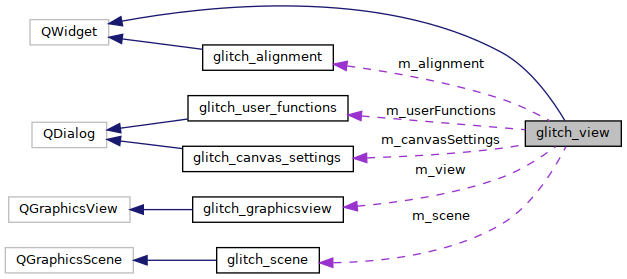 QWidget
glitch_alignment
m_alignment
glitch_user_functions
m_userFunctions
QDialog
glitch_view
m_canvasSettings
glitch_canvas_settings
m_view
QGraphicsView
glitch_graphicsview
m_scene
QGraphicsScene
glitch_scene